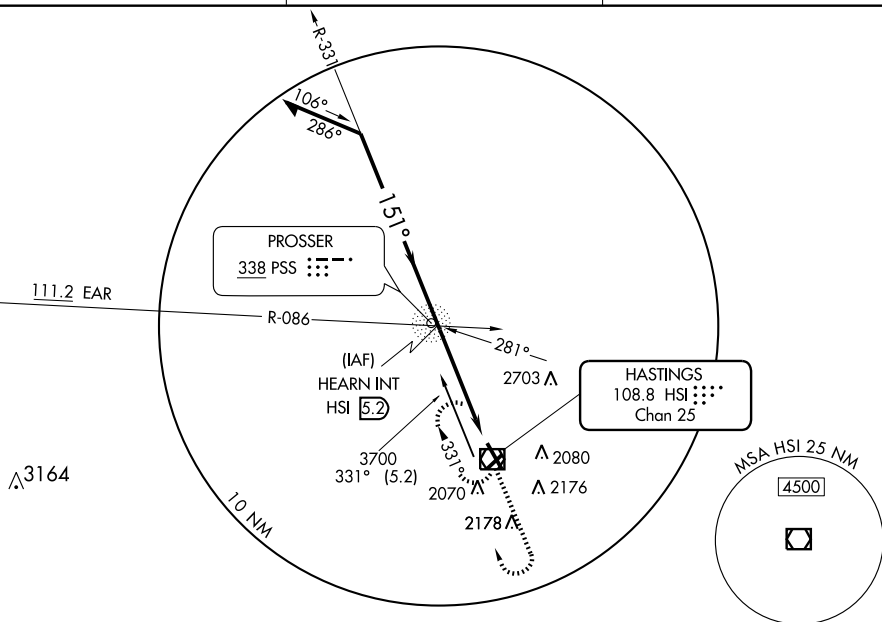 R-331
106°
286°
151°
PROSSER
338 PSS
111.2 EAR
R-086
281°
(IAF)
HEARN INT
HSI 5.2
2703
HASTINGS
108.8 HSI
Chan 25
3700
331° (5.2)
331°
2080
2070
2176
2178
3164
10 NM
MSA HSI 25 NM
4500